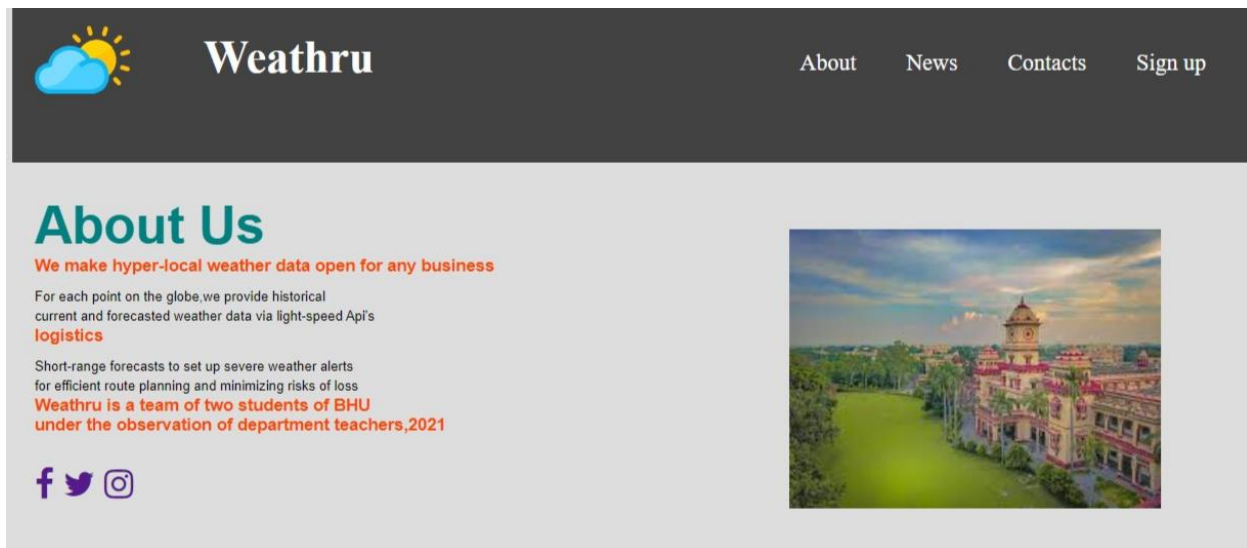 Weathru
About News Contacts Sign up
About Us
We make hyper-local weather data open for any business
For each point on the globe,we provide historical
current and forecasted weather data via light-speed Api's
logistics
Short-range forecasts to set up severe weather alerts
for efficient route planning and minimizing risks of loss
Weathru is a team of two students of BHU
under the observation of department teachers,2021